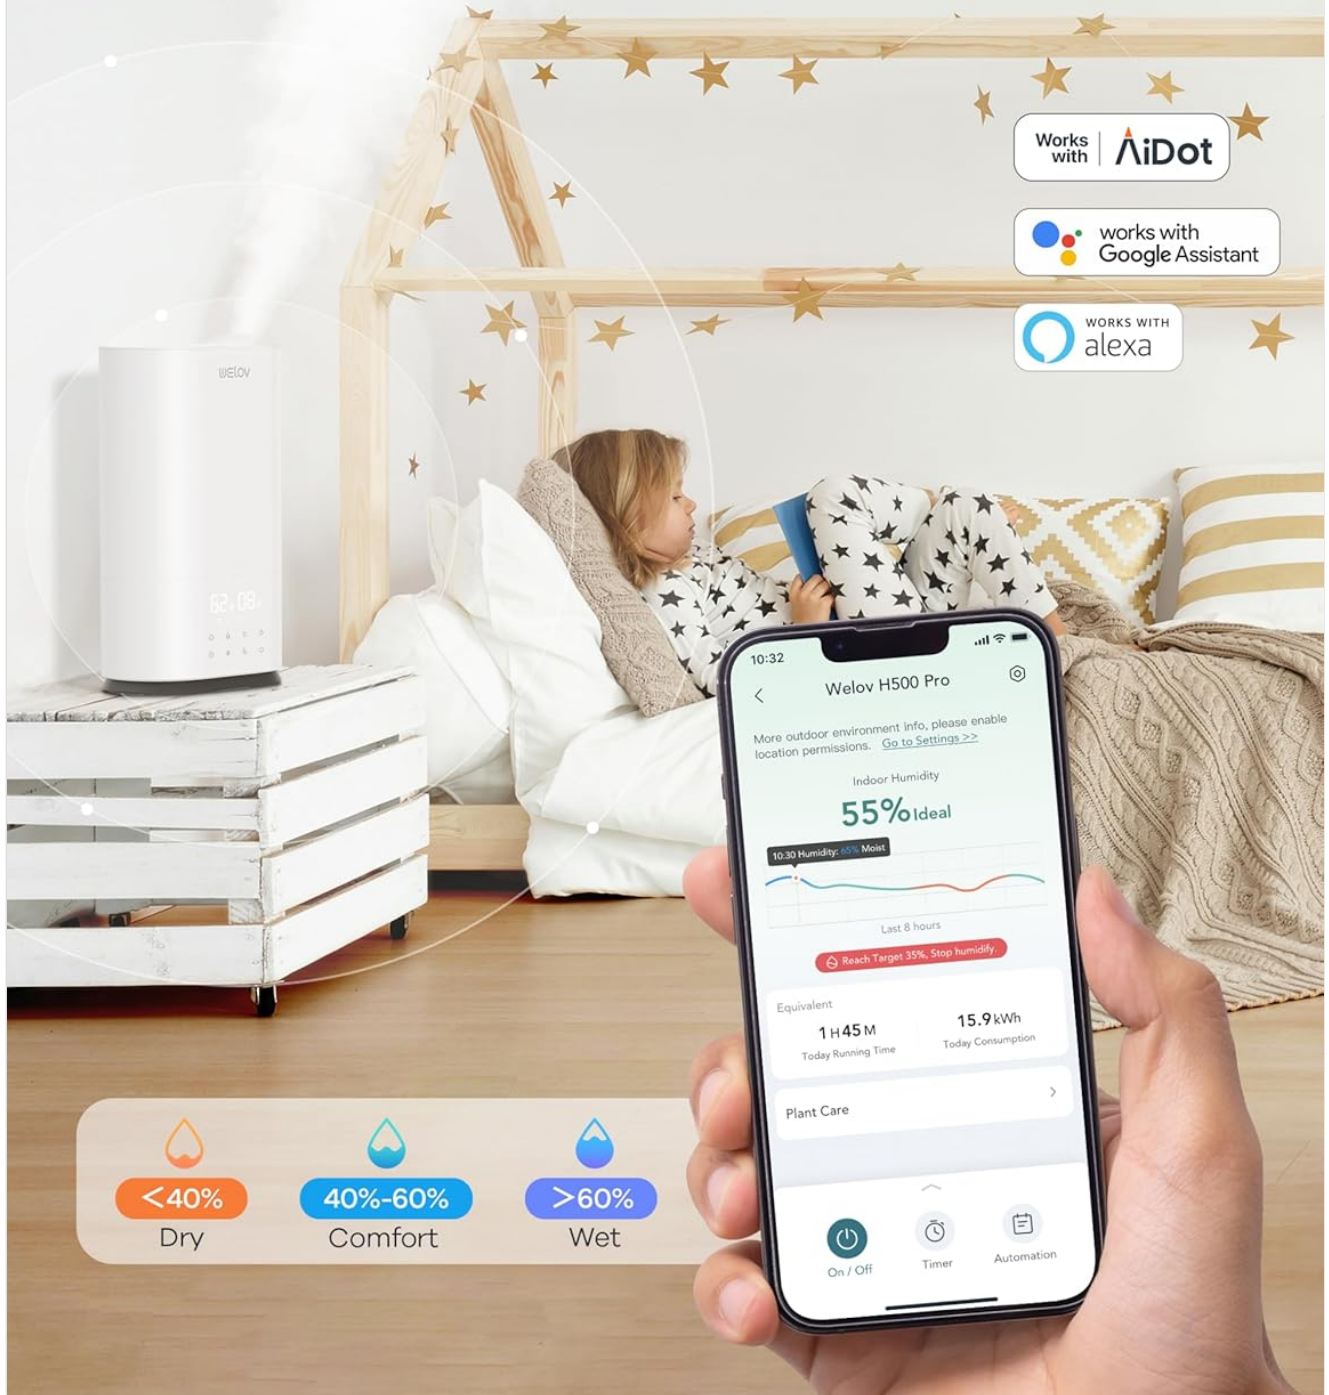 Works
with
AiDot
works with
Google Assistant
WORKS WITH
alexa
WELOV
10:32
Welov H500 Pro
More outdoor environment info, please enable
location permissions. Go to Settings >>
Indoor Humidity
55% Ideal
10:30 Humidity: 65% Moist
Last 8 hours
Reach Target 35%, Stop humidify.
Equivalent
1 H 45 M
15.9 kWh
Today Running Time
Today Consumption
Plant Care
On / Off
Timer
Automation
<40%
40%-60%
>60%
Dry
Comfort
Wet